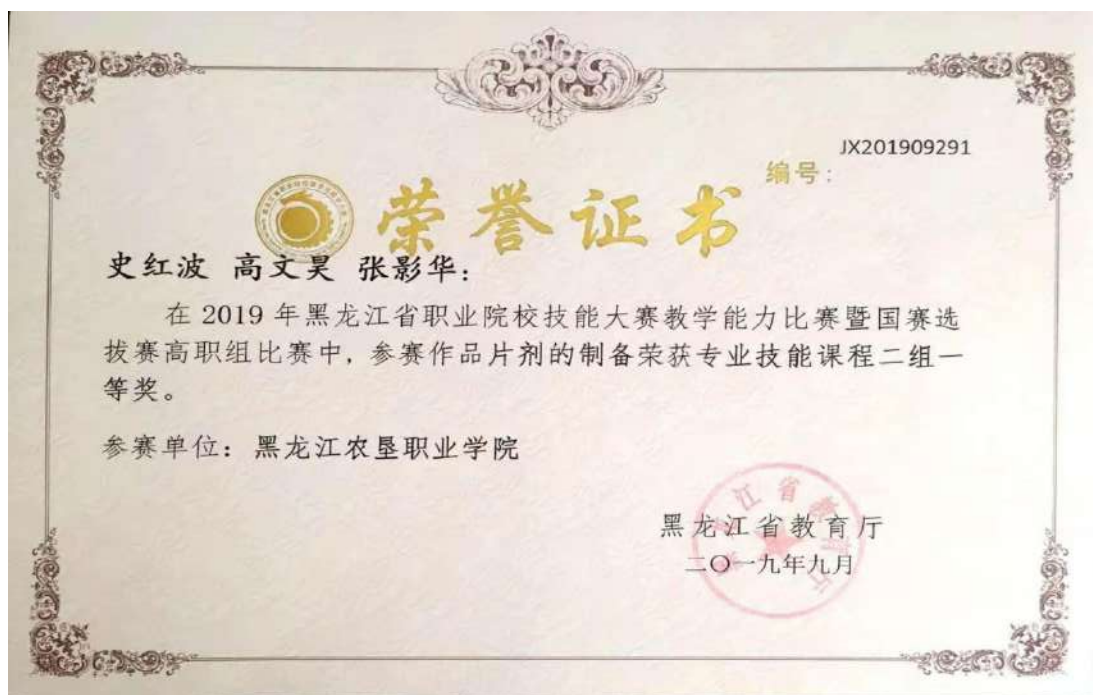 JX201909291
编号:
荣誉证书
史红波 高文昊 张影华:
在 2019 年黑龙江省职业院校技能大赛教学能力比赛暨国赛选
拔赛高职组比赛中,参赛作品片剂的制备荣获专业技能课程二组一
等奖。
参赛单位:黑龙江农垦职业学院
黑龙江省教育厅
二〇一九年九月